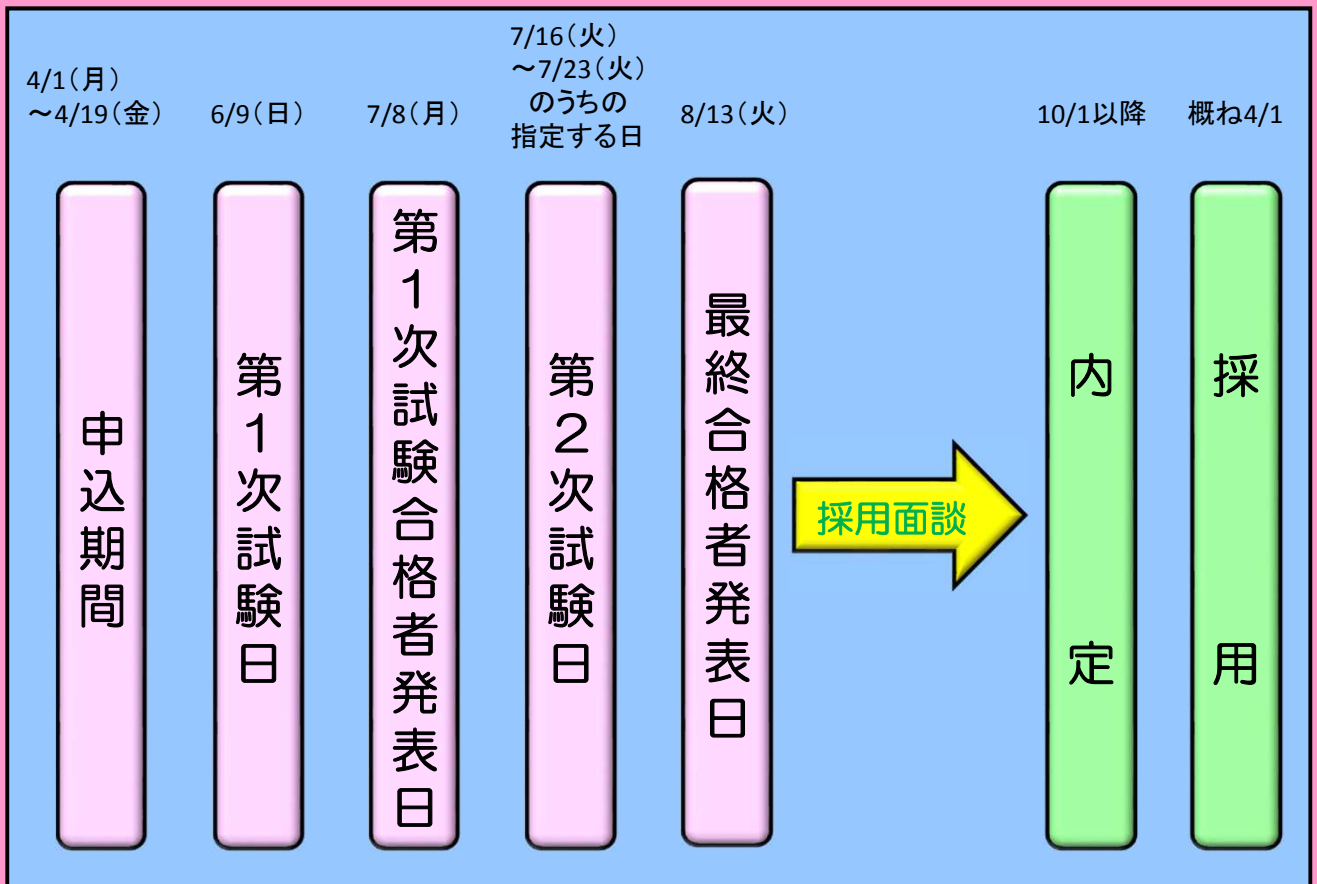 4/1(月)
～4/19(金)
6/9(日)
7/8(月)
7/16(火)
～7/23(火)
のうちの
指定する日
8/13(火)
10/1以降
概ね4/1
申込期間
第1次試験日
第1次試験合格者発表日
第2次試験日
最終合格者発表日
採用面談
内定
採用